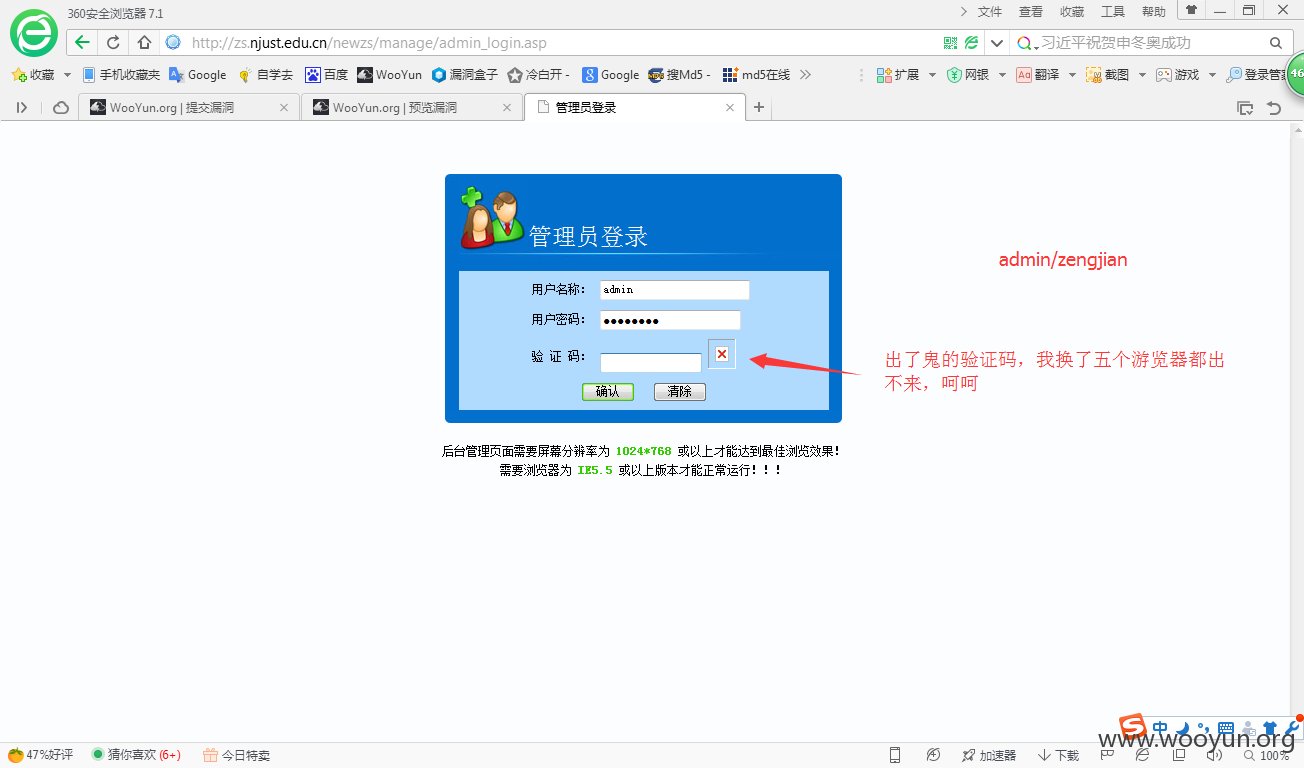 360安全浏览器 7.1
文件 查看 收藏 工具 帮助
http://zs.njust.edu.cn/newzs/manage/admin_login.asp
习近平祝贺申冬奥成功
收藏 手机收藏夹 Google 自学去 百度 WooYun 漏洞盒子 冷白开 - Google 搜Md5 - md5在线 扩展 网银 翻译 截图 游戏
46
WooYun.org | 提交漏洞
WooYun.org | 预览漏洞
管理员登录
管理员登录
admin/zengjian
用户名称: admin
用户密码: ●●●●●●●●
验 证 码:
出了鬼的验证码，我换了五个游览器都出
不来，呵呵
确认 清除
后台管理页面需要屏幕分辨率为 1024*768 或以上才能达到最佳浏览效果!
需要浏览器为 IE5.5 或以上版本才能正常运行!!!
中
www.wooyun.org
47%好评 猜你喜欢 (6+) 今日特卖 加速器 下载 100%